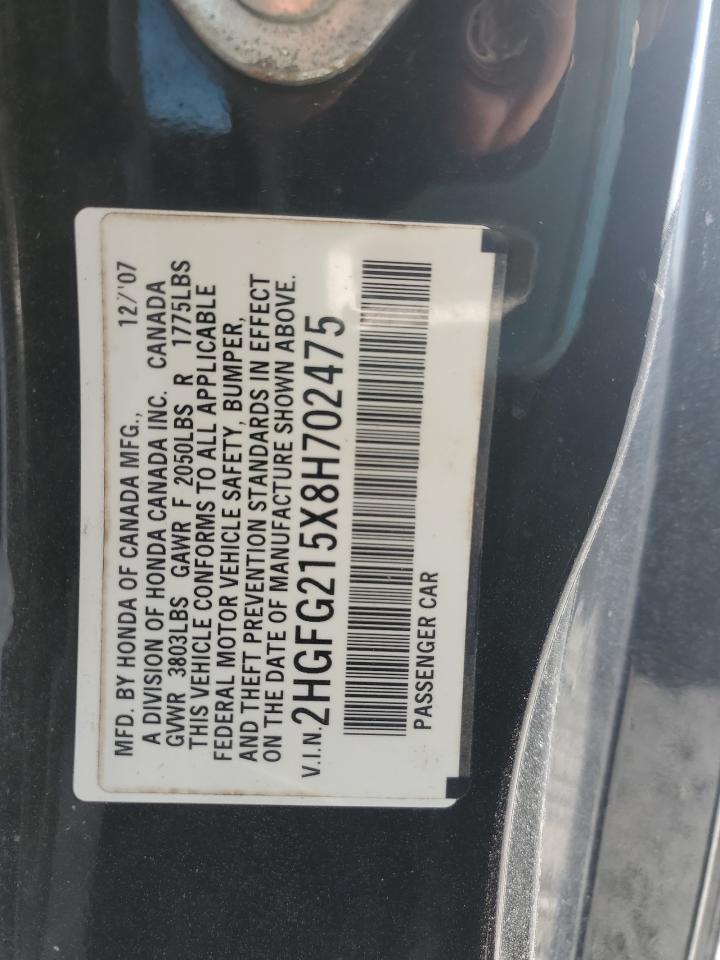 MFD. BY HONDA OF CANADA MFG., 12/'07
A DIVISION OF HONDA CANADA INC. CANADA
GVWR 3803LBS GAWR F 2050LBS R 1775LBS
THIS VEHICLE CONFORMS TO ALL APPLICABLE
FEDERAL MOTOR VEHICLE SAFETY, BUMPER,
AND THEFT PREVENTION STANDARDS IN EFFECT
ON THE DATE OF MANUFACTURE SHOWN ABOVE.
V.I.N. 2HGFG215X8H702475
PASSENGER CAR